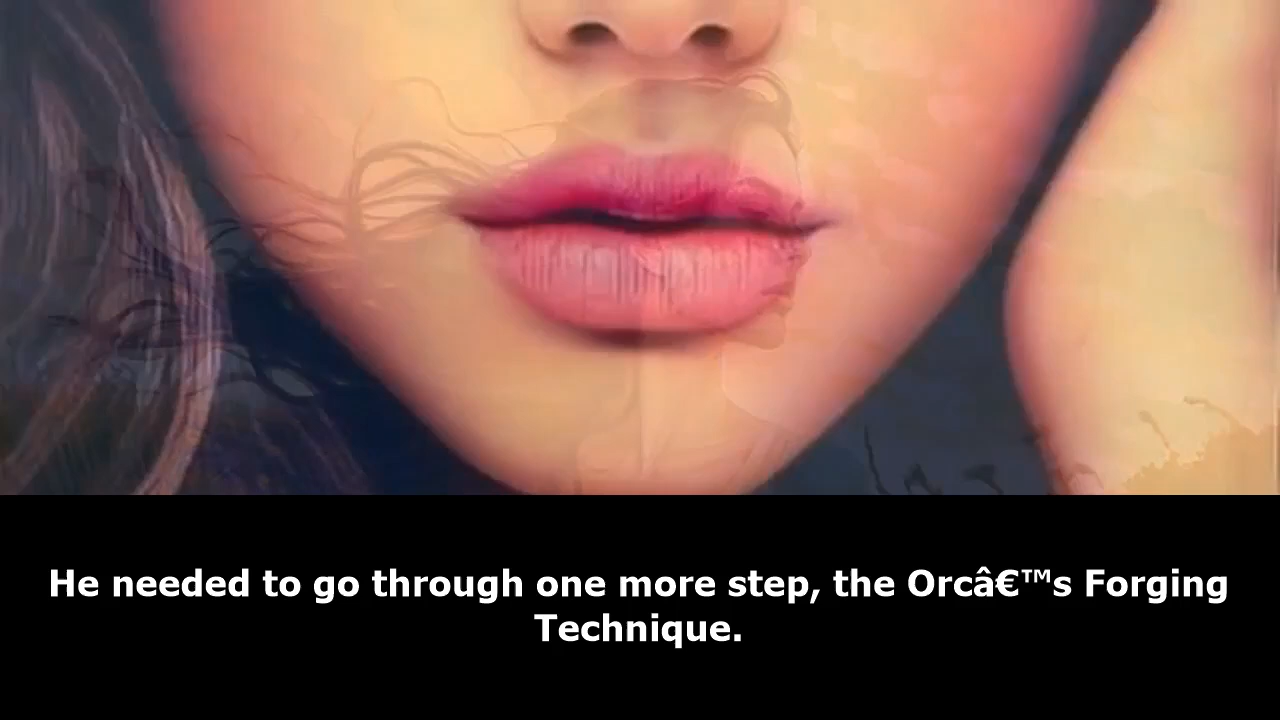 He needed to go through one more step, the Orcâ€™s Forging
Technique.